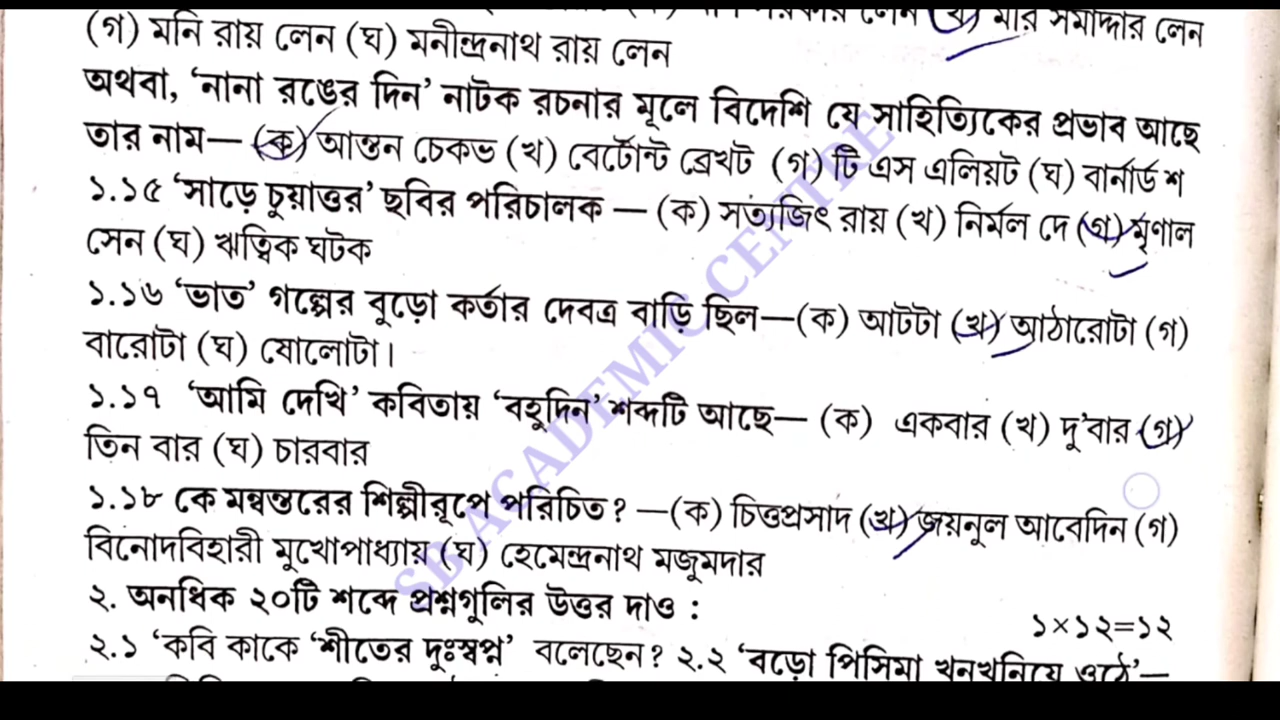 লেন (খ) মীর সমাদ্দার লেন
(গ) মনি রায় লেন (ঘ) মনীন্দ্রনাথ রায় লেন
অথবা, ‘নানা রঙের দিন’ নাটক রচনার মূলে বিদেশি যে সাহিত্যিকের প্রভাব আছে
তার নাম— (ক) আন্তন চেকভ (খ) বের্টোন্ট ব্রেখট (গ) টি এস এলিয়ট (ঘ) বার্নার্ড শ
১.১৫ ‘সাড়ে চুয়াত্তর’ ছবির পরিচালক — (ক) সত্যজিৎ রায় (খ) নির্মল দে (গ) মৃণাল
সেন (ঘ) ঋত্বিক ঘটক
১.১৬ ‘ভাত’ গল্পের বুড়ো কর্তার দেবত্র বাড়ি ছিল—(ক) আটটা (খ) আঠারোটা (গ)
বারোটা (ঘ) ষোলোটা।
১.১৭ ‘আমি দেখি’ কবিতায় ‘বহুদিন’ শব্দটি আছে— (ক) একবার (খ) দু’বার (গ)
তিন বার (ঘ) চারবার
১.১৮ কে মন্বন্তরের শিল্পীরূপে পরিচিত? —(ক) চিত্তপ্রসাদ (খ) জয়নুল আবেদিন (গ)
বিনোদবিহারী মুখোপাধ্যায় (ঘ) হেমেন্দ্রনাথ মজুমদার
২. অনধিক ২০টি শব্দে প্রশ্নগুলির উত্তর দাও :
১×১২=১২
২.১ ‘কবি কাকে ‘শীতের দুঃস্বপ্ন’ বলেছেন? ২.২ ‘বড়ো পিসিমা খনখনিয়ে ওঠে’—
SB ACADEMIC CENTRE